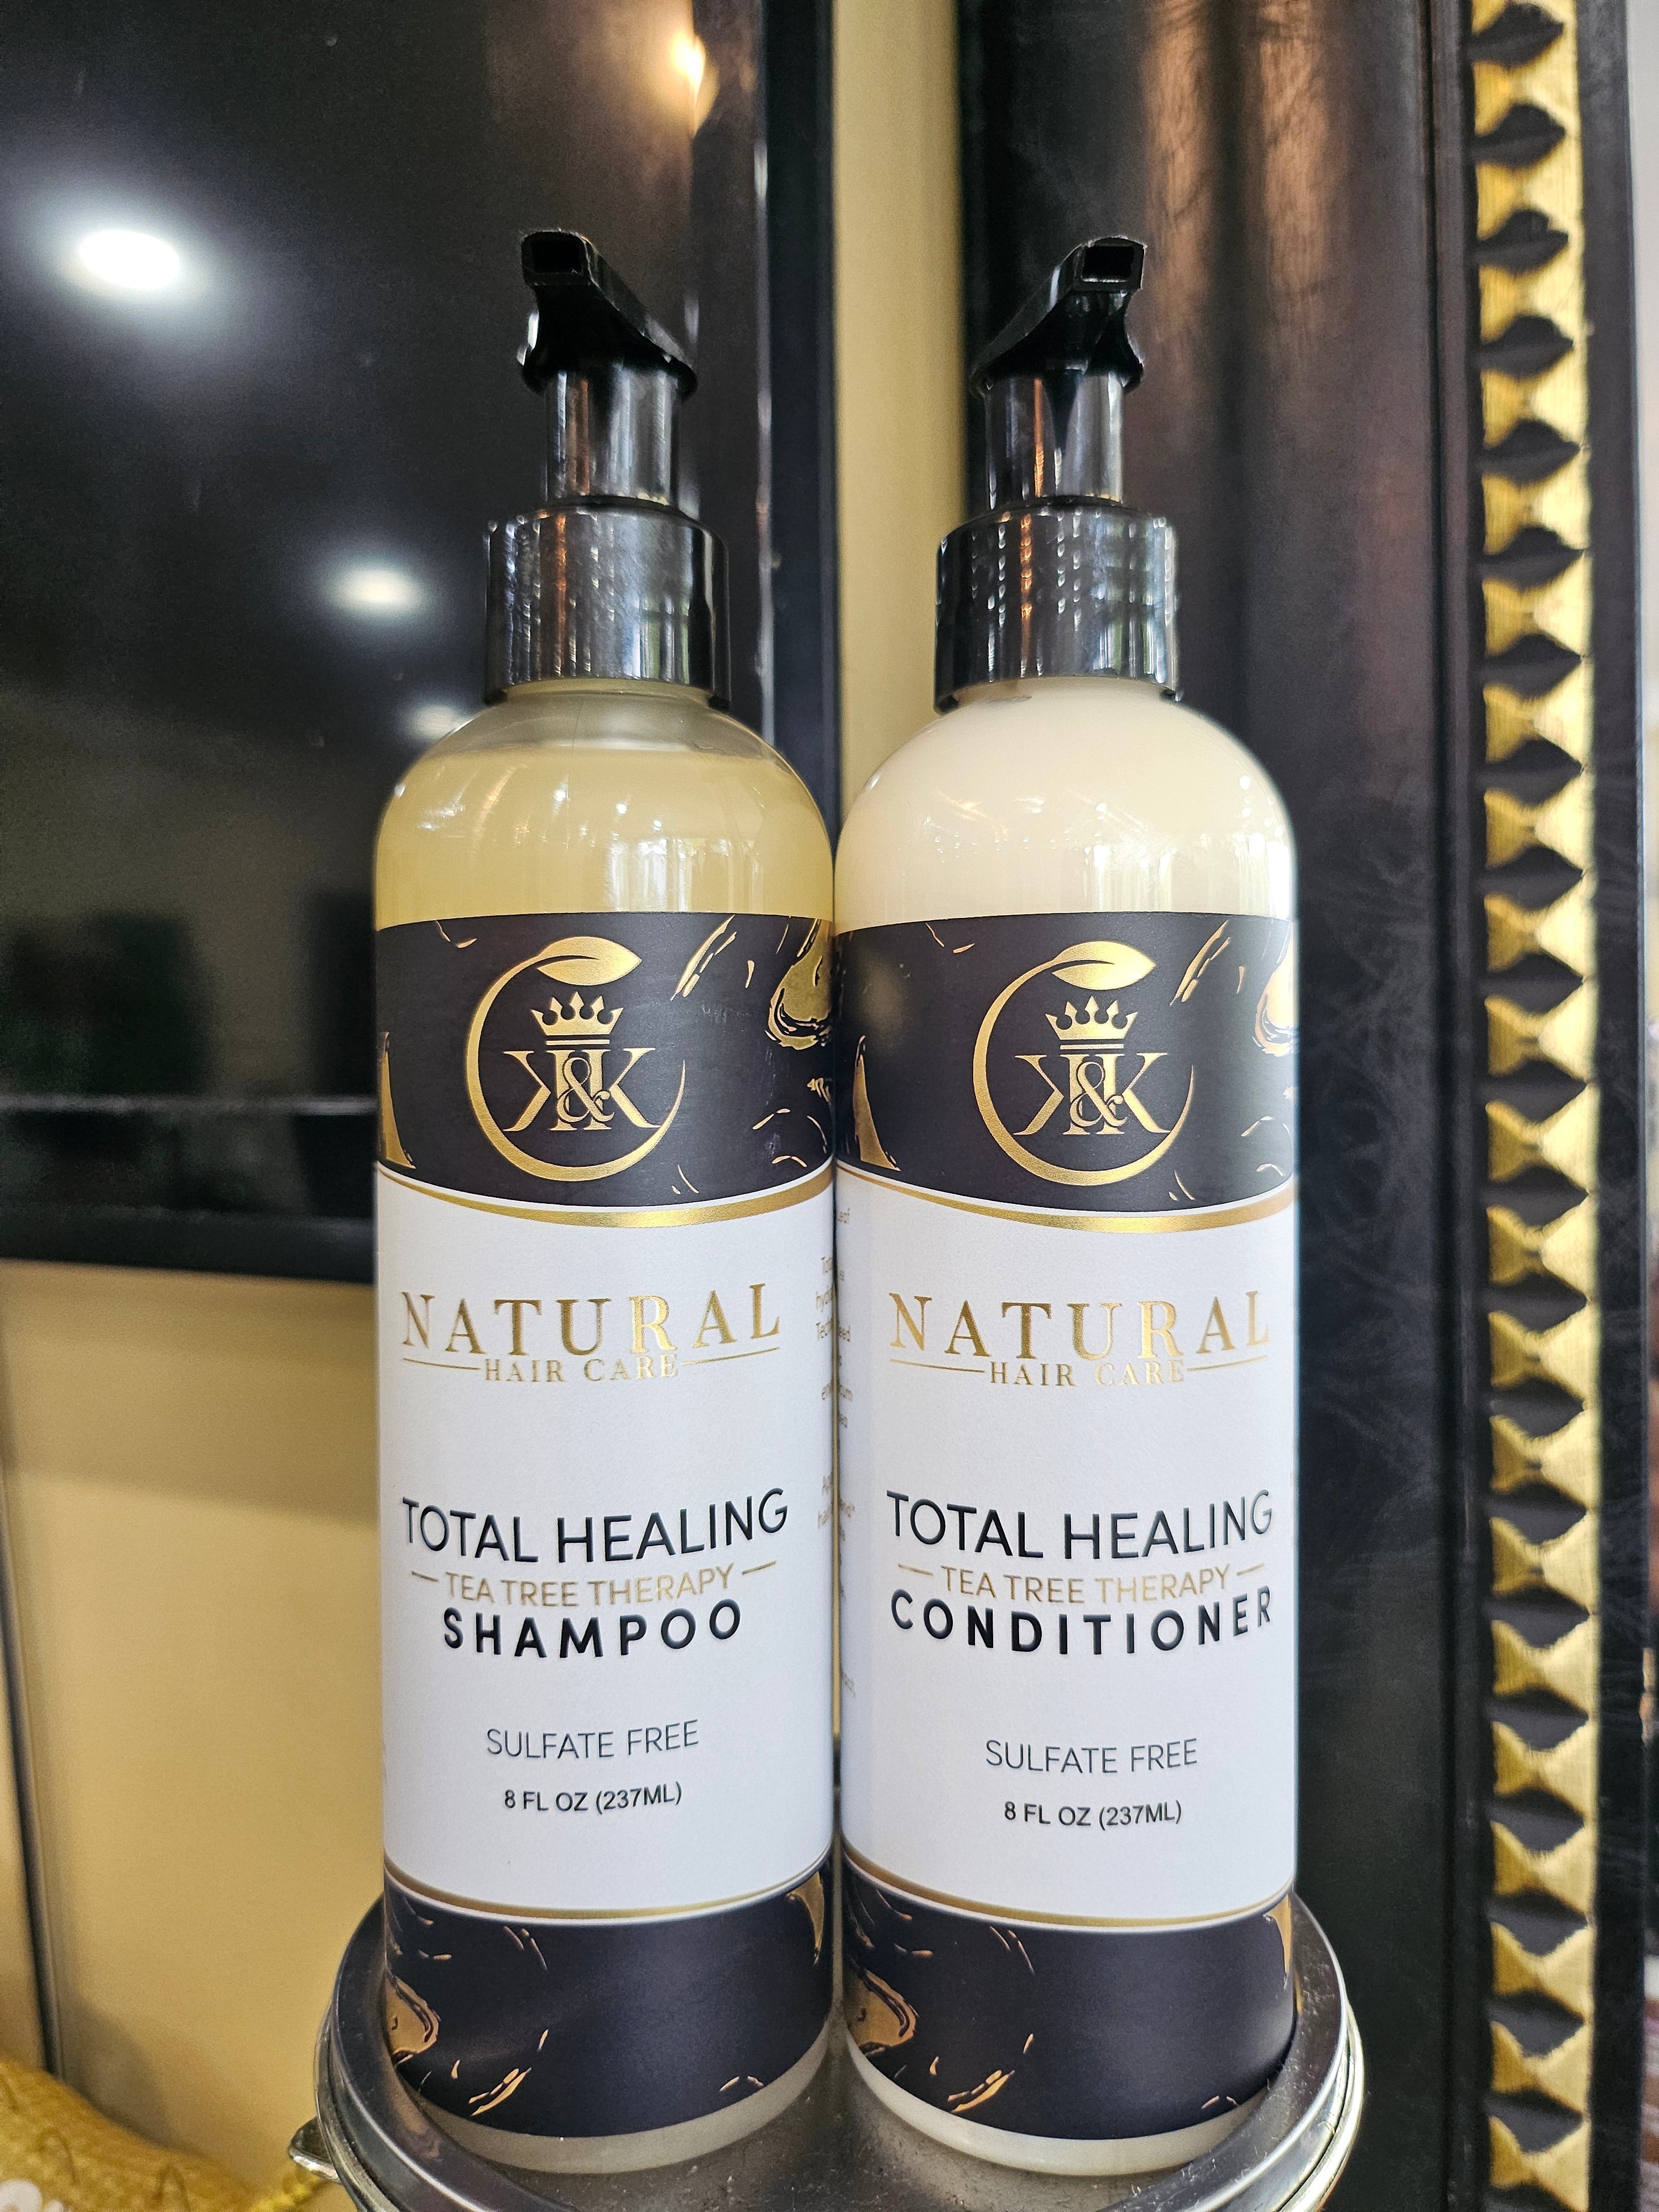 K&K
NATURAL
HAIR CARE
TOTAL HEALING
TEA TREE THERAPY
SHAMPOO
SULFATE FREE
8 FL OZ (237ML)
K&K
NATURAL
HAIR CARE
TOTAL HEALING
TEA TREE THERAPY
CONDITIONER
SULFATE FREE
8 FL OZ (237ML)